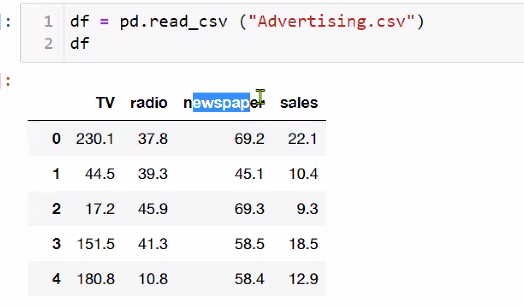 ]:
1 df = pd.read_csv ("Advertising.csv")
2 df
]:
TV radio newspaper sales
0 230.1 37.8 69.2 22.1
1 44.5 39.3 45.1 10.4
2 17.2 45.9 69.3 9.3
3 151.5 41.3 58.5 18.5
4 180.8 10.8 58.4 12.9